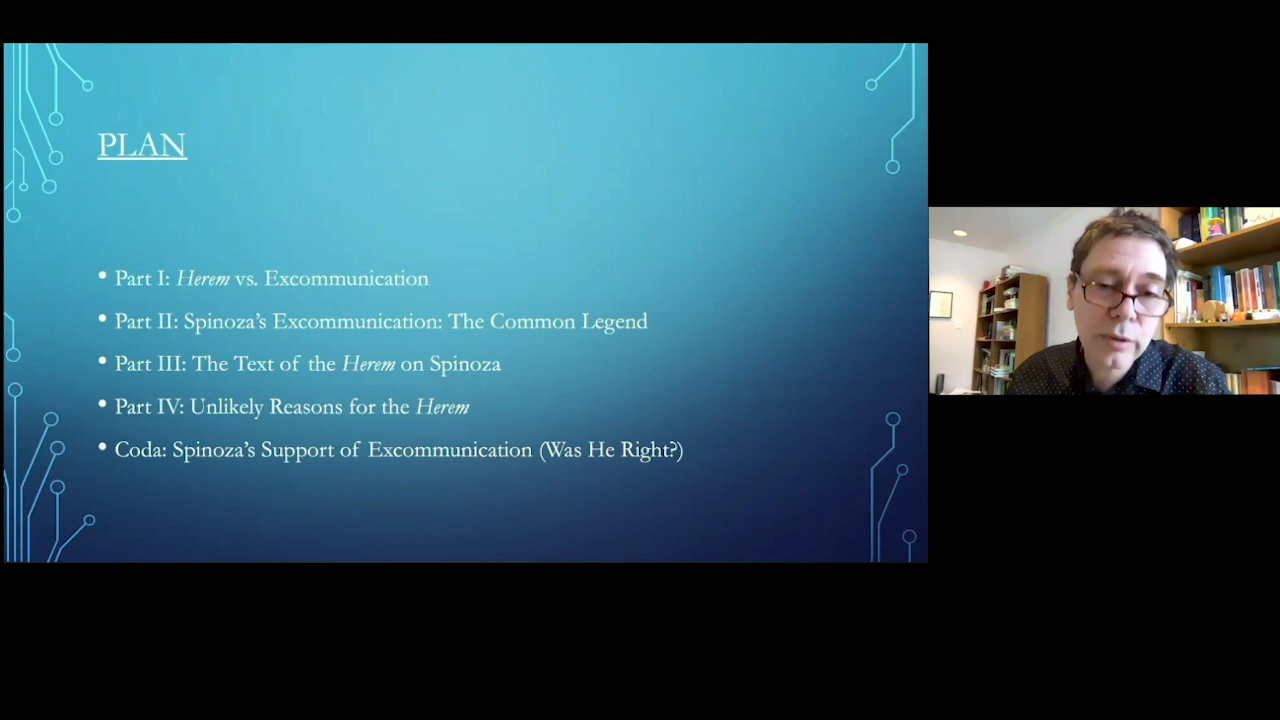 PLAN
• Part I: Herem vs. Excommunication
• Part II: Spinoza’s Excommunication: The Common Legend
• Part III: The Text of the Herem on Spinoza
• Part IV: Unlikely Reasons for the Herem
• Coda: Spinoza’s Support of Excommunication (Was He Right?)